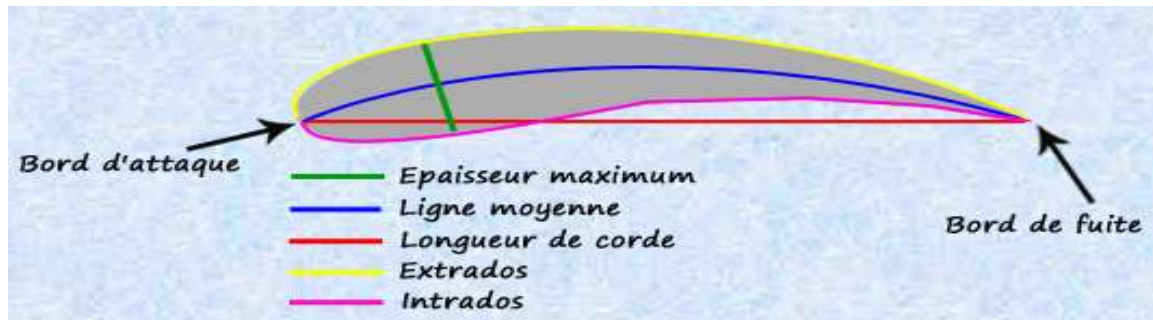 Bord d'attaque
Epaisseur maximum
Ligne moyenne
Longueur de corde
Extrados
Intrados
Bord de fuite